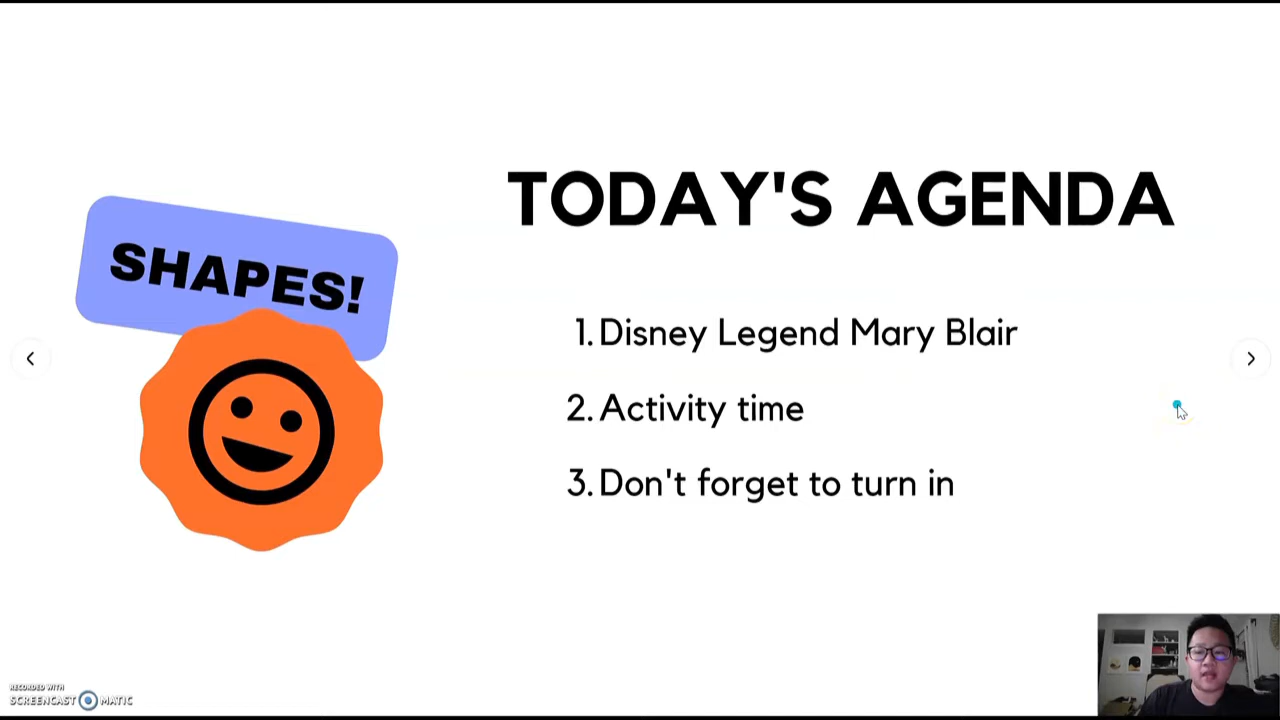 TODAY'S AGENDA
SHAPES!
1. Disney Legend Mary Blair
2. Activity time
3. Don't forget to turn in
RECORDED WITH
SCREENCAST MATIC